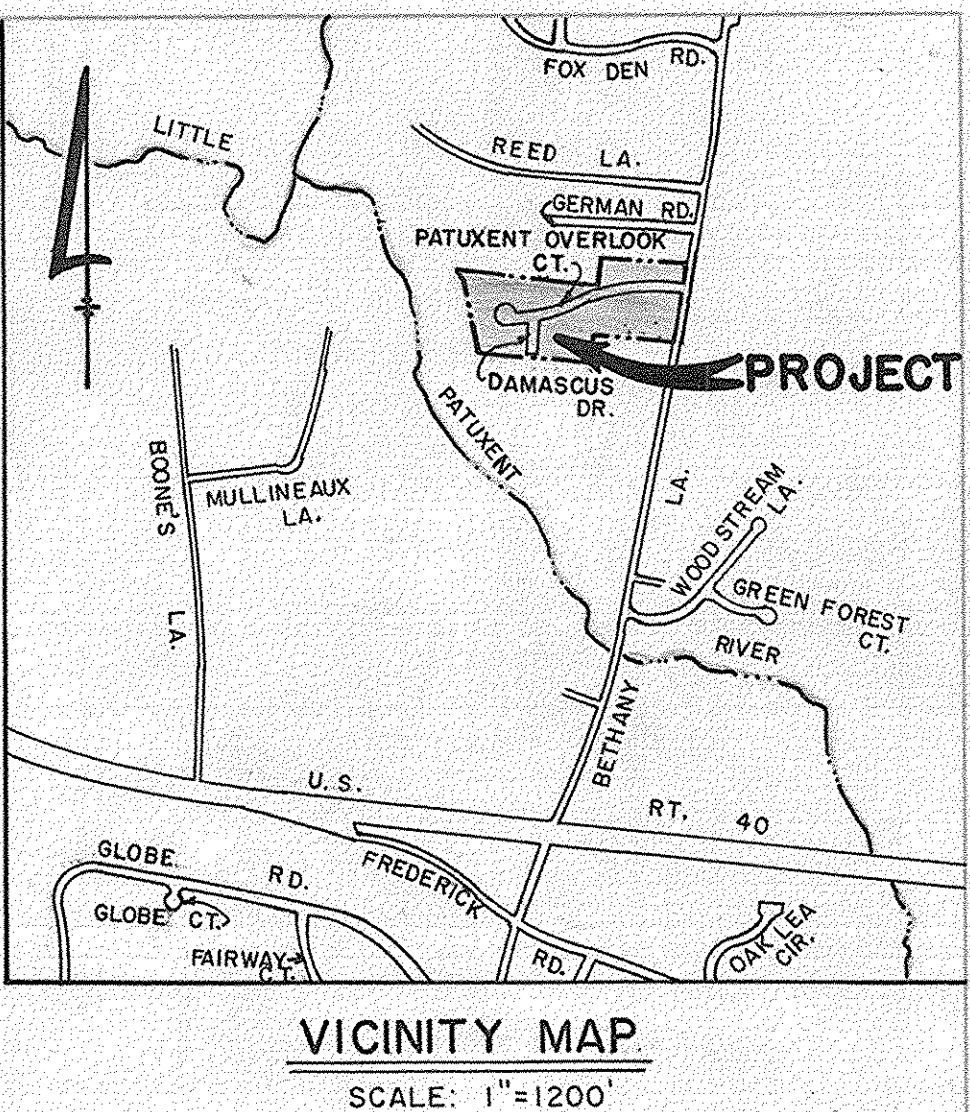 FOX DEN RD.
LITTLE
REED LA.
GERMAN RD.
PATUXENT OVERLOOK
CT.
PROJECT
DAMASCUS
DR.
PATUXENT
BOONE'S
LA.
MULLINEAUX
LA.
LA.
WOOD STREAM
LA.
GREEN FOREST
CT.
RIVER
BETHANY
U.S.
RT. 40
GLOBE RD.
FREDERICK
RD.
GLOBE CT.
FAIRWAY
CT.
OAK LEA
CIR.
VICINITY MAP
SCALE: 1"=1200'